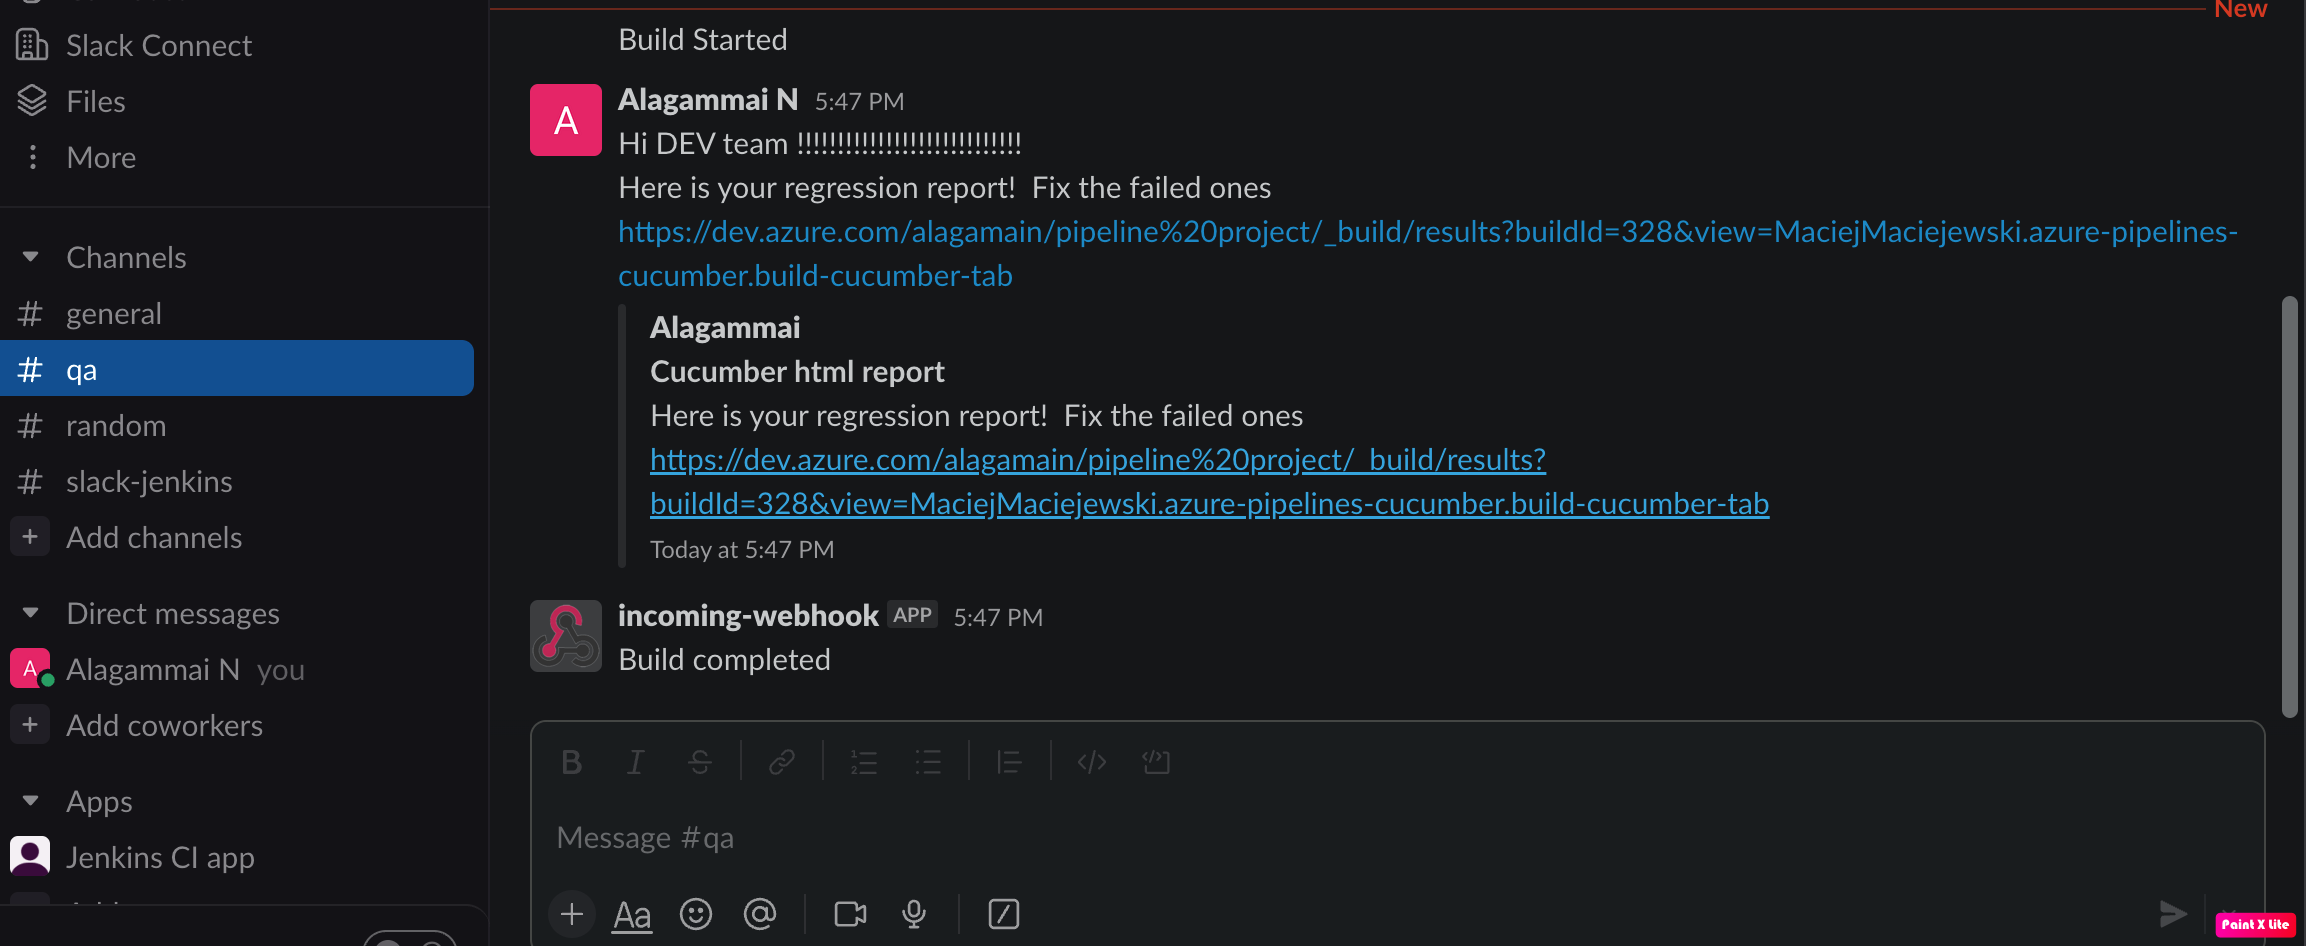 Slack Connect
Files
More
Channels
# general
# qa
# random
# slack-jenkins
+ Add channels
Direct messages
A Alagammai N you
+ Add coworkers
Apps
Jenkins CI app
New
Build Started
A
Alagammai N 5:47 PM
Hi DEV team !!!!!!!!!!!!!!!!!!!!!!!!!!!!
Here is your regression report!  Fix the failed ones
https://dev.azure.com/alagamain/pipeline%20project/_build/results?buildId=328&view=MaciejMaciejewski.azure-pipelines-
cucumber.build-cucumber-tab
Alagammai
Cucumber html report
Here is your regression report!  Fix the failed ones
https://dev.azure.com/alagamain/pipeline%20project/_build/results?
buildId=328&view=MaciejMaciejewski.azure-pipelines-cucumber.build-cucumber-tab
Today at 5:47 PM
incoming-webhook APP 5:47 PM
Build completed
Message #qa
Aa
Paint X Lite